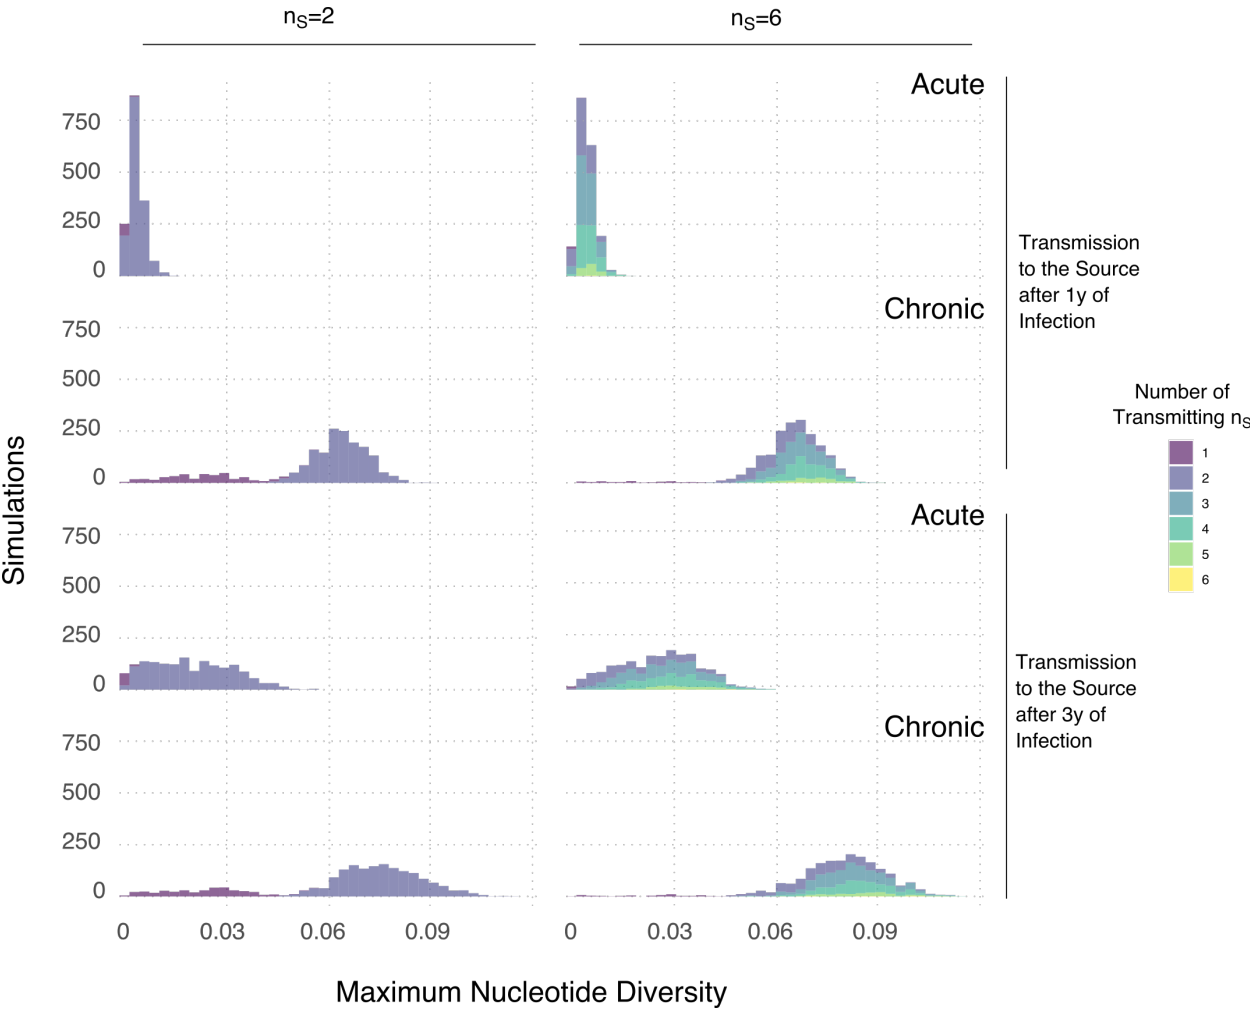 nS=2
nS=6
Acute
750
500
250
0
Transmission
to the Source
after 1y of
Infection
Chronic
750
500
250
0
Number of
Transmitting nS
1
2
3
4
5
6
Simulations
Acute
750
500
250
0
Transmission
to the Source
after 3y of
Infection
Chronic
750
500
250
0
0 0.03 0.06 0.09
0 0.03 0.06 0.09
Maximum Nucleotide Diversity